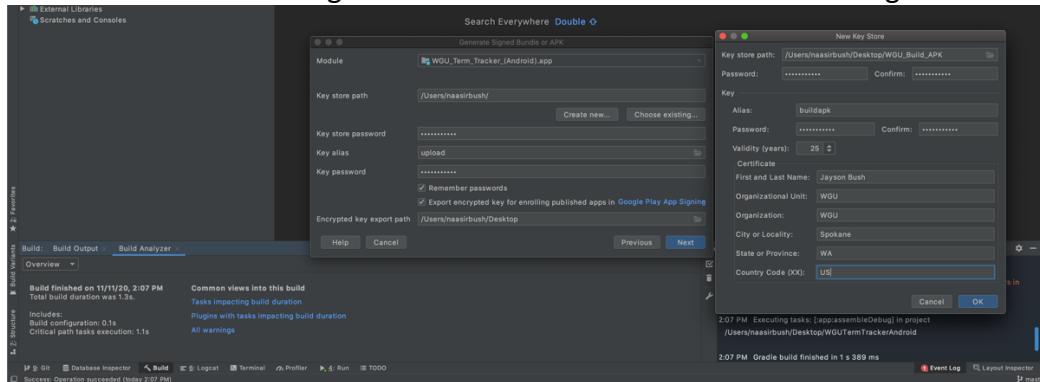 External Libraries
Scratches and Consoles
Search Everywhere Double ⇧
Generate Signed Bundle or APK
Module
WGU_Term_Tracker_(Android).app
Key store path
/Users/naasirbush/
Create new...
Choose existing...
Key store password
•••••••••••
Key alias
upload
Key password
•••••••••••
Remember passwords
Export encrypted key for enrolling published apps in Google Play App Signing
Encrypted key export path
/Users/naasirbush/Desktop
Help
Cancel
Previous
Next
New Key Store
Key store path:
/Users/naasirbush/Desktop/WGU_Build_APK
Password:
•••••••••••
Confirm:
•••••••••••
Key
Alias:
buildapk
Password:
•••••••••••
Confirm:
•••••••••••
Validity (years):
25
Certificate
First and Last Name:
Jayson Bush
Organizational Unit:
WGU
Organization:
WGU
City or Locality:
Spokane
State or Province:
WA
Country Code (XX):
US
Cancel
OK
2: Favorites
Build Variants
Z: Structure
Build:
Build Output ×
Build Analyzer ×
Overview
Build finished on 11/11/20, 2:07 PM
Total build duration was 1.3s.
Includes:
Build configuration: 0.1s
Critical path tasks execution: 1.1s
Common views into this build
Tasks impacting build duration
Plugins with tasks impacting build duration
All warnings
s in
2:07 PM Executing tasks: [:app:assembleDebug] in project
/Users/naasirbush/Desktop/WGUTermTrackerAndroid
2:07 PM Gradle build finished in 1 s 389 ms
9: Git
Database Inspector
Build
6: Logcat
Terminal
Profiler
4: Run
TODO
Event Log
Layout Inspector
Success: Operation succeeded (today 2:07 PM)